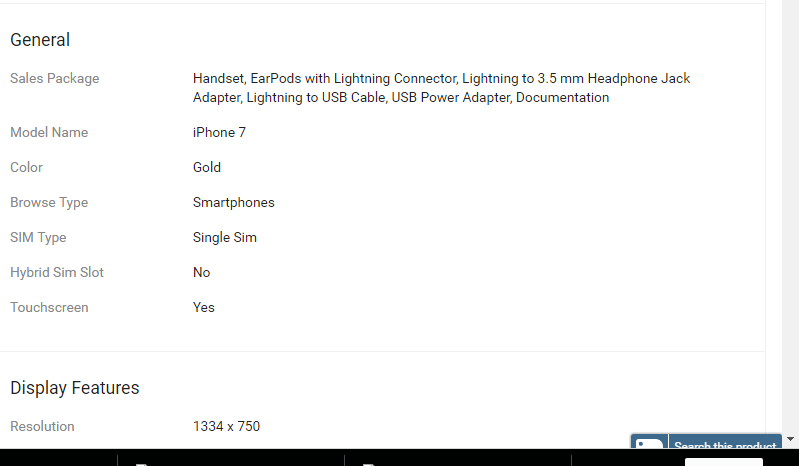 General
Sales Package
Handset, EarPods with Lightning Connector, Lightning to 3.5 mm Headphone Jack
Adapter, Lightning to USB Cable, USB Power Adapter, Documentation
Model Name
iPhone 7
Color
Gold
Browse Type
Smartphones
SIM Type
Single Sim
Hybrid Sim Slot
No
Touchscreen
Yes
Display Features
Resolution
1334 x 750
Search this product